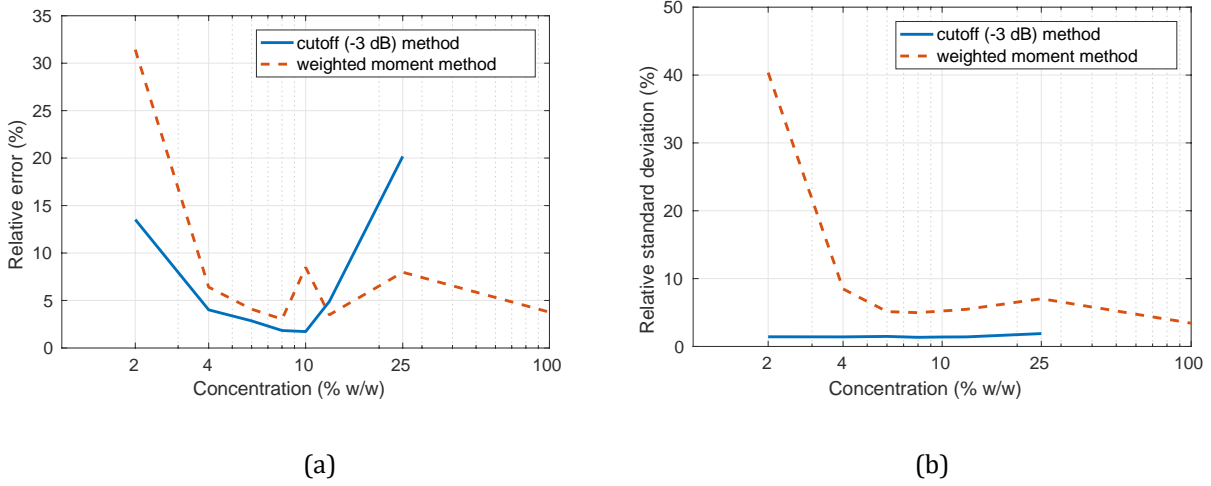 35
30
25
20
15
10
5
0
Relative error (%)
cutoff (-3 dB) method
weighted moment method
2 4 10 25 100
Concentration (% w/w)
(a)
50
40
30
20
10
0
Relative standard deviation (%)
cutoff (-3 dB) method
weighted moment method
2 4 10 25 100
Concentration (% w/w)
(b)